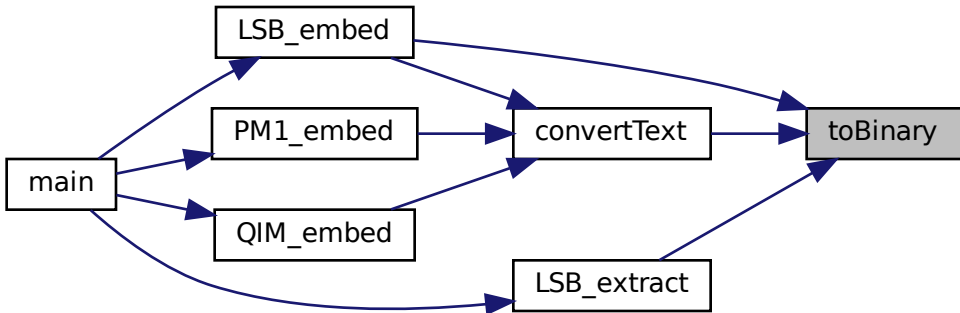 LSB_embed
PM1_embed
convertText
toBinary
main
QIM_embed
LSB_extract